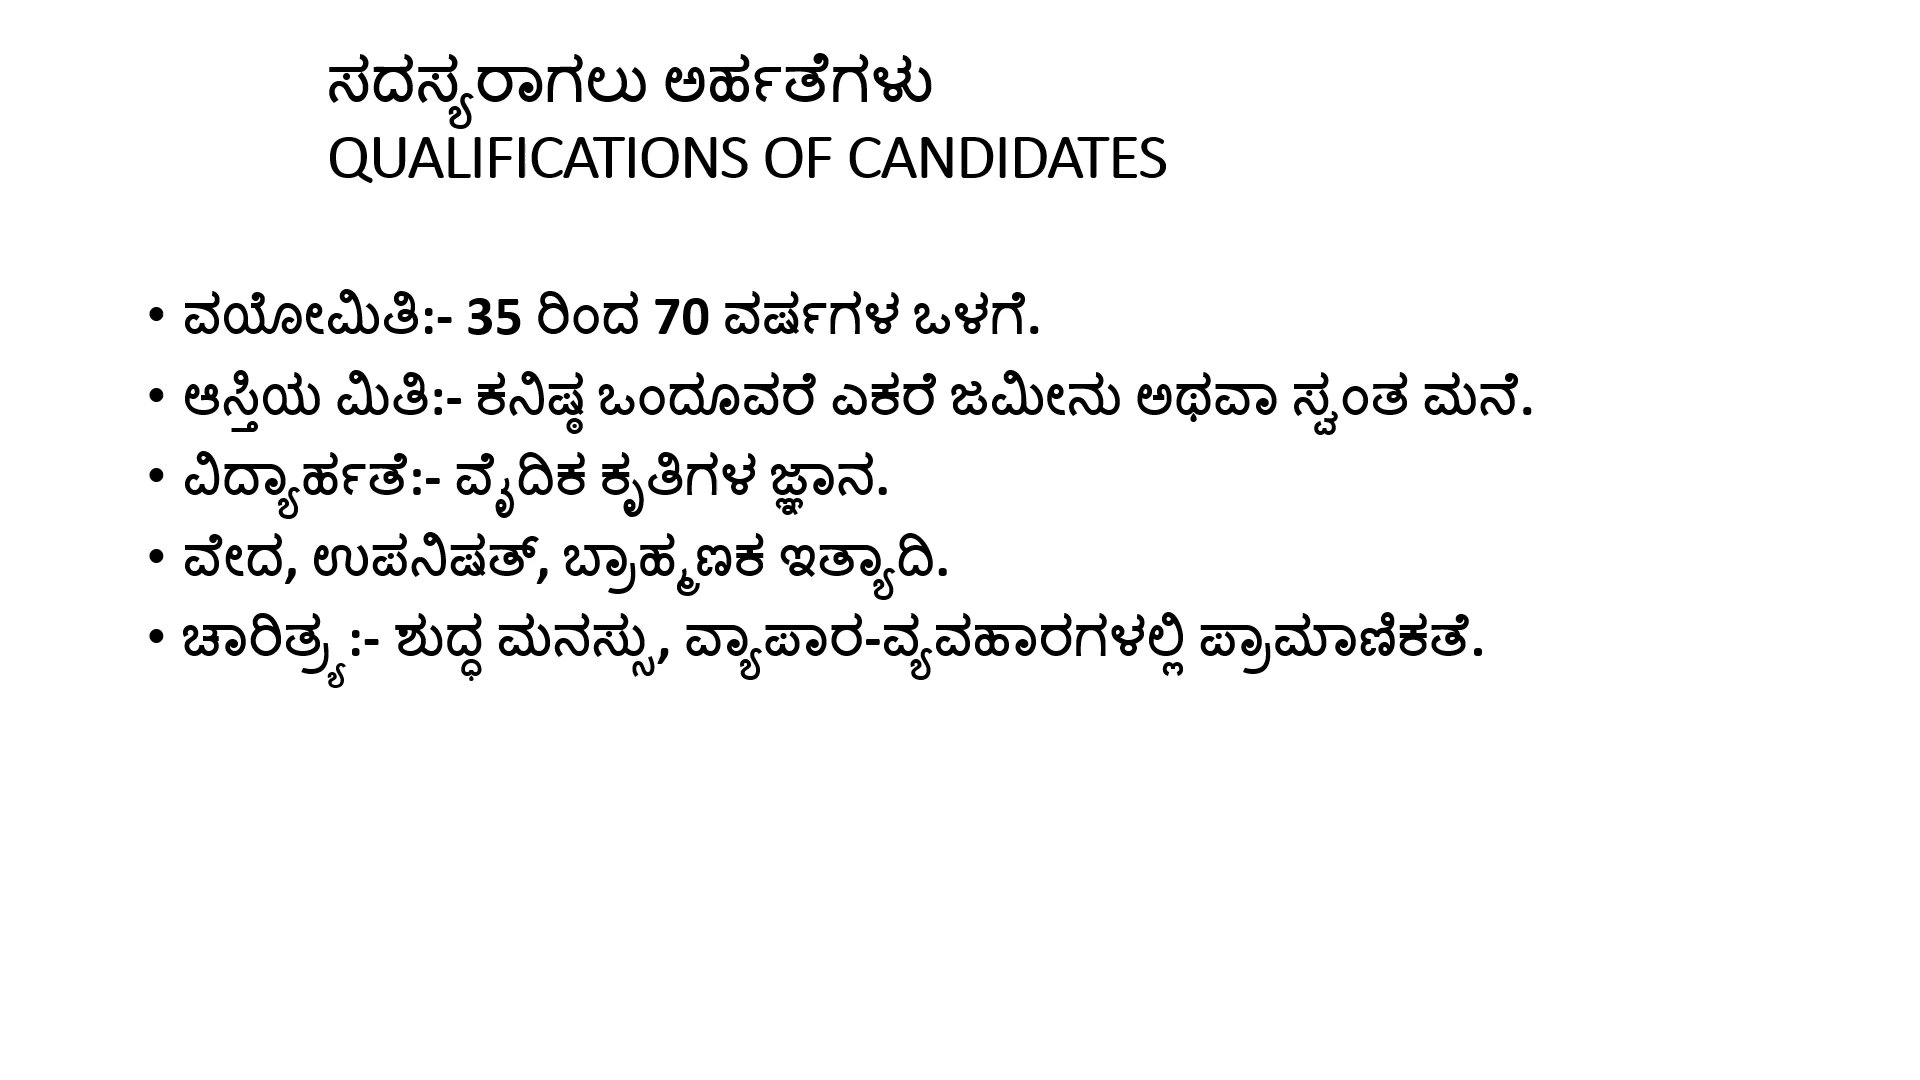 ಸದಸ್ಯರಾಗಲು ಅರ್ಹತೆಗಳು
QUALIFICATIONS OF CANDIDATES
• ವಯೋಮಿತಿ:- 35 ರಿಂದ 70 ವರ್ಷಗಳ ಒಳಗೆ.
• ಆಸ್ತಿಯ ಮಿತಿ:- ಕನಿಷ್ಠ ಒಂದೂವರೆ ಎಕರೆ ಜಮೀನು ಅಥವಾ ಸ್ವಂತ ಮನೆ.
• ವಿದ್ಯಾರ್ಹತೆ:- ವೈದಿಕ ಕೃತಿಗಳ ಜ್ಞಾನ.
• ವೇದ, ಉಪನಿಷತ್, ಬ್ರಾಹ್ಮಣಕ ಇತ್ಯಾದಿ.
• ಚಾರಿತ್ರ್ಯ:- ಶುದ್ಧ ಮನಸ್ಸು, ವ್ಯಾಪಾರ-ವ್ಯವಹಾರಗಳಲ್ಲಿ ಪ್ರಾಮಾಣಿಕತೆ.